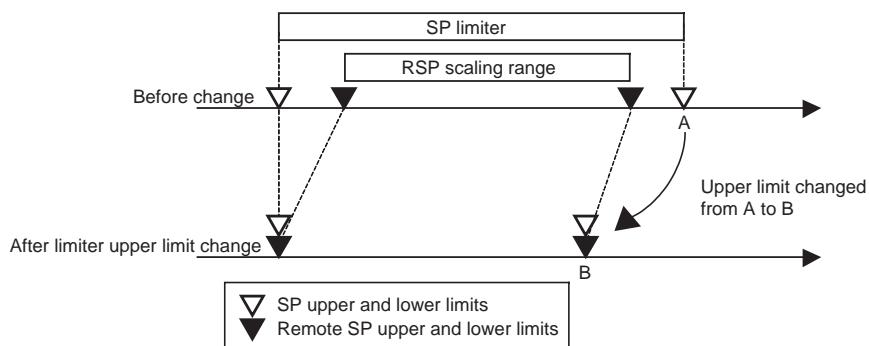 SP limiter
RSP scaling range
Before change
A
Upper limit changed
from A to B
After limiter upper limit change
B
SP upper and lower limits
Remote SP upper and lower limits